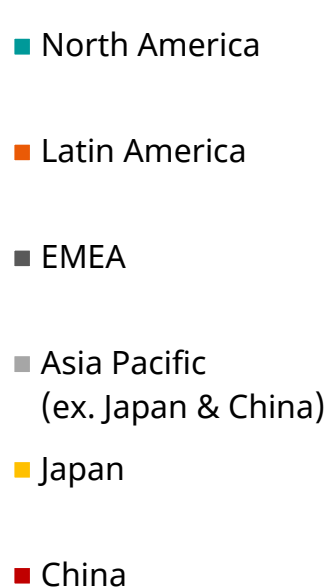 North America
Latin America
EMEA
Asia Pacific
(ex. Japan & China)
Japan
China